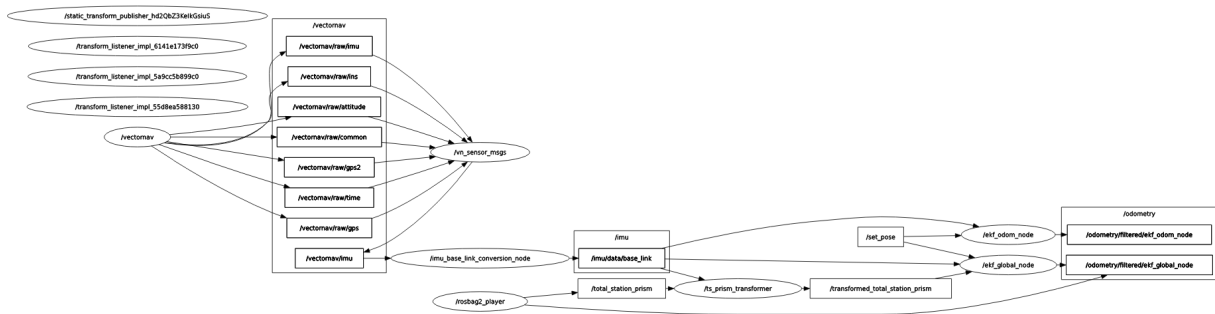 /static_transform_publisher_hd2QbZ3KeIkGsiuS
/transform_listener_impl_6141e173f9c0
/transform_listener_impl_5a9cc5b899c0
/transform_listener_impl_55d8ea588130
/vectornav
/vectornav
/vectornav/raw/imu
/vectornav/raw/ins
/vectornav/raw/attitude
/vectornav/raw/common
/vectornav/raw/gps2
/vectornav/raw/time
/vectornav/raw/gps
/vectornav/imu
/vn_sensor_msgs
/imu_base_link_conversion_node
/rosbag2_player
/imu
/imu/data/base_link
/total_station_prism
/ts_prism_transformer
/set_pose
/transformed_total_station_prism
/ekf_odom_node
/ekf_global_node
/odometry
/odometry/filtered/ekf_odom_node
/odometry/filtered/ekf_global_node